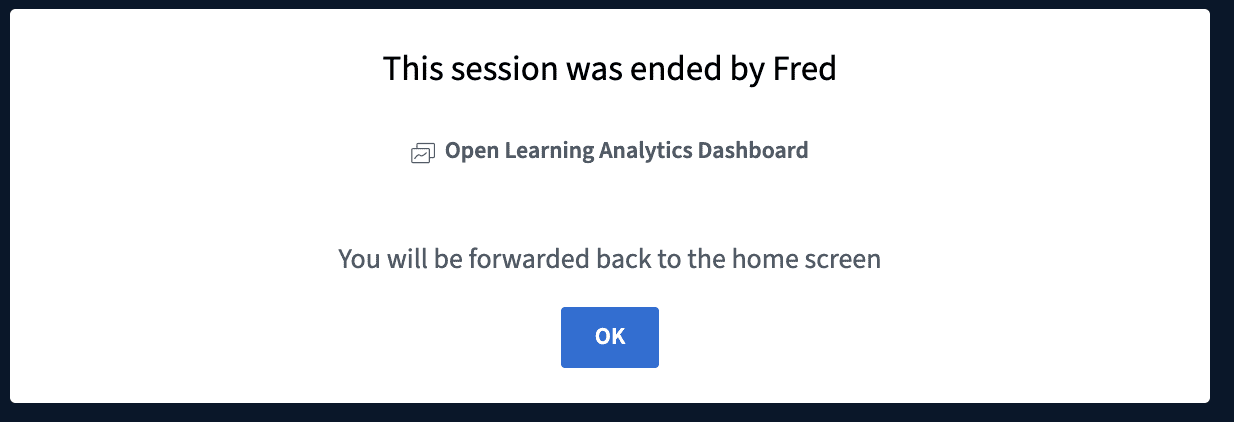 This session was ended by Fred
Open Learning Analytics Dashboard
You will be forwarded back to the home screen
OK